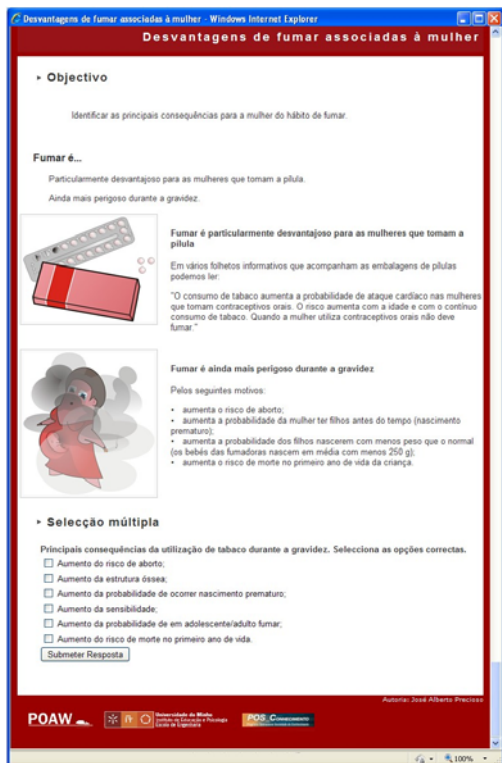 Desvantagens de fumar associadas à mulher - Windows Internet Explorer
Desvantagens de fumar associadas à mulher
Objectivo
Identificar as principais consequências para a mulher do hábito de fumar.
Fumar é...
Particularmente desvantajoso para as mulheres que tomam a pílula.
Ainda mais perigoso durante a gravidez.
Fumar é particularmente desvantajoso para as mulheres que tomam a
pílula
Em vários folhetos informativos que acompanham as embalagens de pílulas
podemos ler:
"O consumo de tabaco aumenta a probabilidade de ataque cardíaco nas mulheres
que tomam contraceptivos orais. O risco aumenta com a idade e com o contínuo
consumo de tabaco. Quando a mulher utiliza contraceptivos orais não deve
fumar."
Fumar é ainda mais perigoso durante a gravidez
Pelos seguintes motivos:
• aumenta o risco de aborto;
• aumenta a probabilidade da mulher ter filhos antes do tempo (nascimento
prematuro);
• aumenta a probabilidade dos filhos nascerem com menos peso que o normal
(os bebés das fumadoras nascem em média com menos 250 g);
• aumenta o risco de morte no primeiro ano de vida da criança.
Selecção múltipla
Principais consequências da utilização de tabaco durante a gravidez. Selecciona as opções correctas.
Aumento do risco de aborto;
Aumento da estrutura óssea;
Aumento da probabilidade de ocorrer nascimento prematuro;
Aumento da sensibilidade;
Aumento da probabilidade de em adolescente/adulto fumar;
Aumento do risco de morte no primeiro ano de vida.
Submeter Resposta
Autoria: José Alberto Precioso
POAW
Universidade do Minho
Instituto de Educação e Psicologia
Escola de Engenharia
POS_Conhecimento
100%